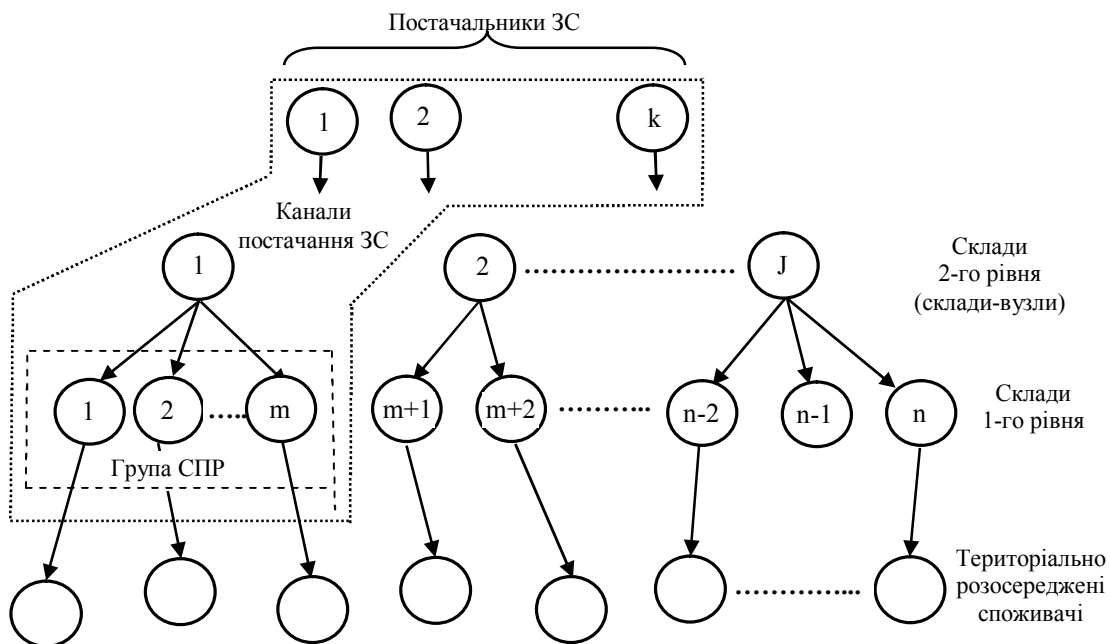 Постачальники ЗС
1 2 k
Канали
постачання ЗС
1 2 ..................... J
Склади
2-го рівня
(склади-вузли)
1 2 ..... m m+1 m+2 ........... n-2 n-1 n
Склади
1-го рівня
Група СПР
Територіально
розосереджені
споживачі